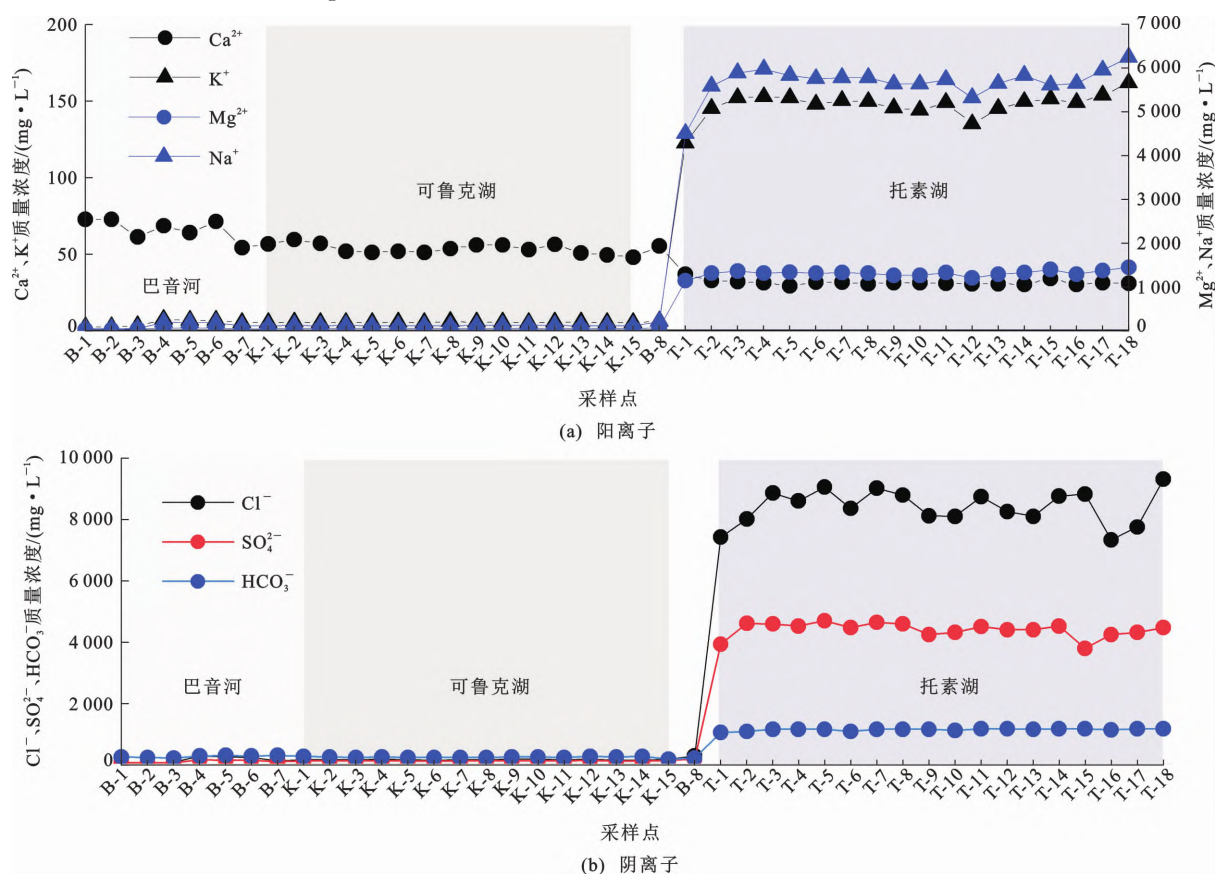 200
150
100
50
0
Ca²⁺、K⁺质量浓度/(mg·L⁻¹)
Ca²⁺
K⁺
Mg²⁺
Na⁺
巴音河
可鲁克湖
托素湖
7 000
6 000
5 000
4 000
3 000
2 000
1 000
0
Mg²⁺、Na⁺质量浓度/(mg·L⁻¹)
B-1 B-2 B-3 B-4 B-5 B-6 B-7 K-1 K-2 K-3 K-4 K-5 K-6 K-7 K-8 K-9 K-10 K-11 K-12 K-13 K-14 K-15 B-8 T-1 T-2 T-3 T-4 T-5 T-6 T-7 T-8 T-9 T-10 T-11 T-12 T-13 T-14 T-15 T-16 T-17 T-18
采样点
(a) 阳离子
10 000
8 000
6 000
4 000
2 000
0
Cl⁻、SO₄²⁻、HCO₃⁻质量浓度/(mg·L⁻¹)
Cl⁻
SO₄²⁻
HCO₃⁻
巴音河
可鲁克湖
托素湖
B-1 B-2 B-3 B-4 B-5 B-6 B-7 K-1 K-2 K-3 K-4 K-5 K-6 K-7 K-8 K-9 K-10 K-11 K-12 K-13 K-14 K-15 B-8 T-1 T-2 T-3 T-4 T-5 T-6 T-7 T-8 T-9 T-10 T-11 T-12 T-13 T-14 T-15 T-16 T-17 T-18
采样点
(b) 阴离子